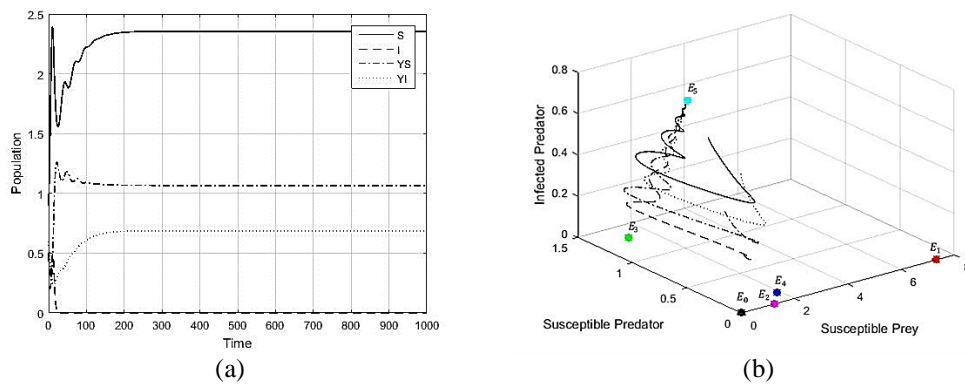 2.5
2
1.5
1
0.5
0
Population
0 100 200 300 400 500 600 700 800 900 1000
Time
S
I
YS
YI
(a)
0.8
0.6
0.4
0.2
0
Infected Predator
1.5
1
0.5
0
Susceptible Predator
0
2
4
6
8
Susceptible Prey
E5
E3
E1
E4
E0
E2
(b)